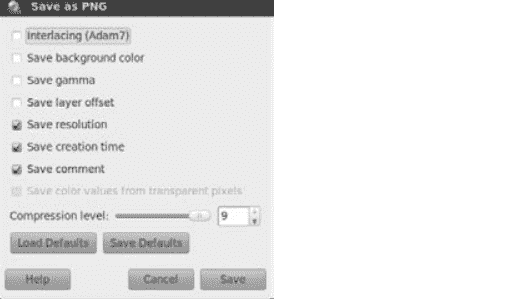 Save as PNG
Interlacing (Adam7)
Save background color
Save gamma
Save layer offset
Save resolution
Save creation time
Save comment
Save color values from transparent pixels
Compression level: 9
Load Defaults Save Defaults
Help Cancel Save